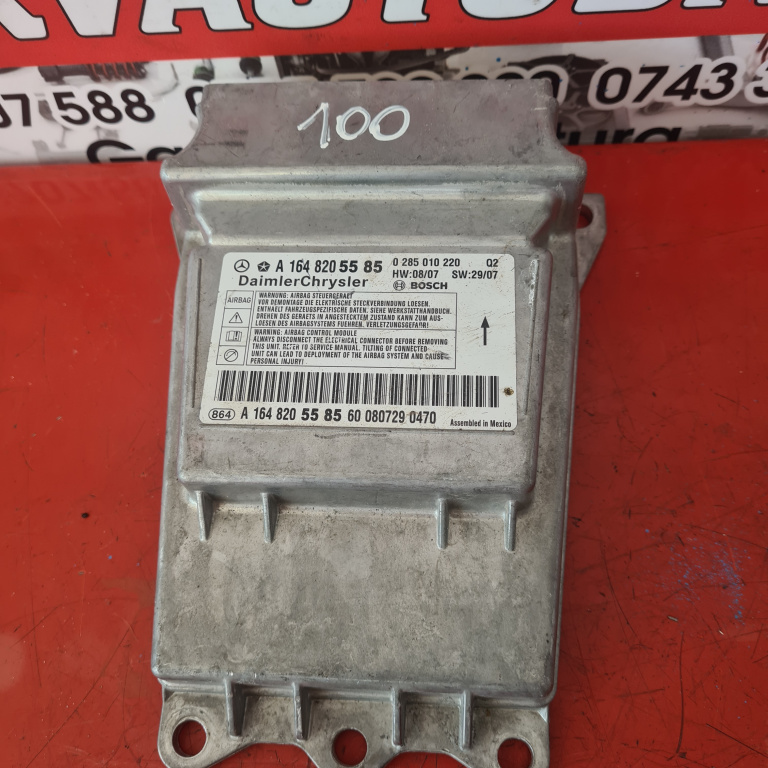 07 588
0743 3
100
A 164 820 55 85
0 285 010 220 Q2
HW:08/07 SW:29/07
DaimlerChrysler
BOSCH
AIRBAG
WARNUNG: AIRBAG STEUERGERAET
VOR DEMONTAGE DIE ELEKTRISCHE STECKVERBINDUNG LOESEN.
ENTHAELT FAHRZEUGSPEZIFISCHE DATEN. SIEHE WERKSTATTHANDBUCH.
DREHEN DES GERAETS IN ANGESTECKTEM ZUSTAND KANN ZUM AUS-
LOESEN DES AIRBAGSYSTEMS FUEHREN. VERLETZUNGSGEFAHR!
WARNING: AIRBAG CONTROL MODULE
ALWAYS DISCONNECT THE ELECTRICAL CONNECTOR BEFORE REMOVING
THIS UNIT. REFER TO SERVICE MANUAL. TILTING OF CONNECTED
UNIT CAN LEAD TO DEPLOYMENT OF THE AIRBAG SYSTEM AND CAUSE
PERSONAL INJURY!
864 A 164 820 55 85 60 080729 0470
Assembled in Mexico